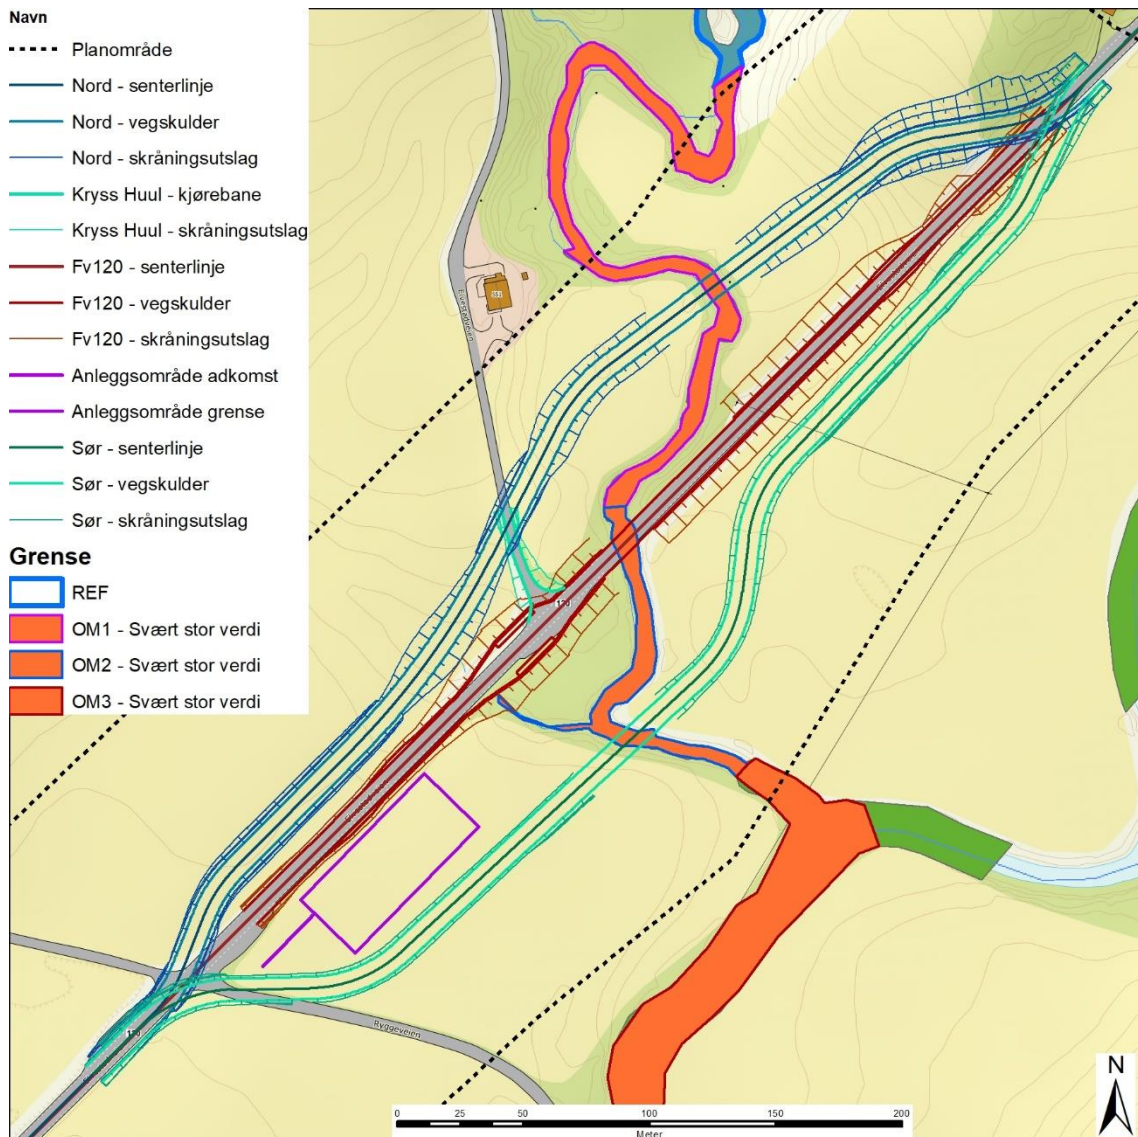 Navn
Planområde
Nord - senterlinje
Nord - vegskulder
Nord - skråningsutslag
Kryss Huul - kjørebane
Kryss Huul - skråningsutslag
Fv120 - senterlinje
Fv120 - vegskulder
Fv120 - skråningsutslag
Anleggsområde adkomst
Anleggsområde grense
Sør - senterlinje
Sør - vegskulder
Sør - skråningsutslag
Grense
REF
OM1 - Svært stor verdi
OM2 - Svært stor verdi
OM3 - Svært stor verdi
120
120
Ryggeveien
N
0 25 50 100 150 200
Meter